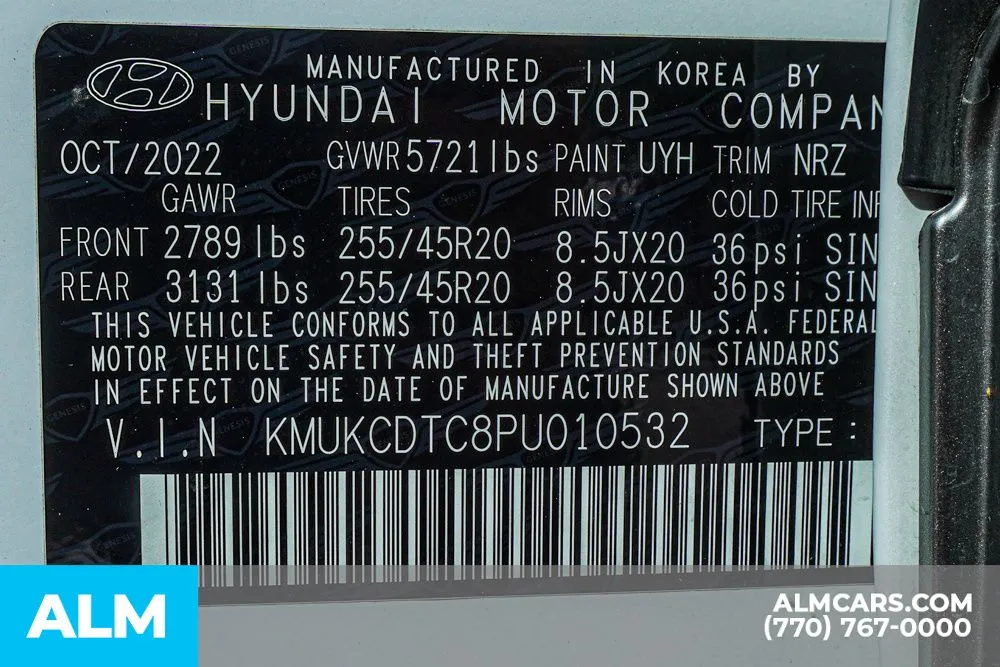 MANUFACTURED IN KOREA BY
HYUNDAI MOTOR COMPAN
OCT/2022 GVWR 5721lbs PAINT UYH TRIM NRZ
GAWR TIRES RIMS COLD TIRE INF
FRONT 2789 lbs 255/45R20 8.5JX20 36psi SIN
REAR 3131 lbs 255/45R20 8.5JX20 36psi SIN
THIS VEHICLE CONFORMS TO ALL APPLICABLE U.S.A. FEDERAL
MOTOR VEHICLE SAFETY AND THEFT PREVENTION STANDARDS
IN EFFECT ON THE DATE OF MANUFACTURE SHOWN ABOVE
V.I.N KMUKCDTC8PU010532 TYPE:
GENESIS
ALM
ALMCARS.COM
(770) 767-0000